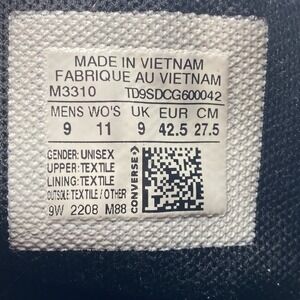 MADE IN VIETNAM
FABRIQUE AU VIETNAM
M3310 TD9SDCG600042
MENS WO'S UK EUR CM
9 11 9 42.5 27.5
GENDER: UNISEX
UPPER: TEXTILE
LINING: TEXTILE
OUTSOLE: TEXTILE / OTHER
9W 2208 M88
CONVERSE